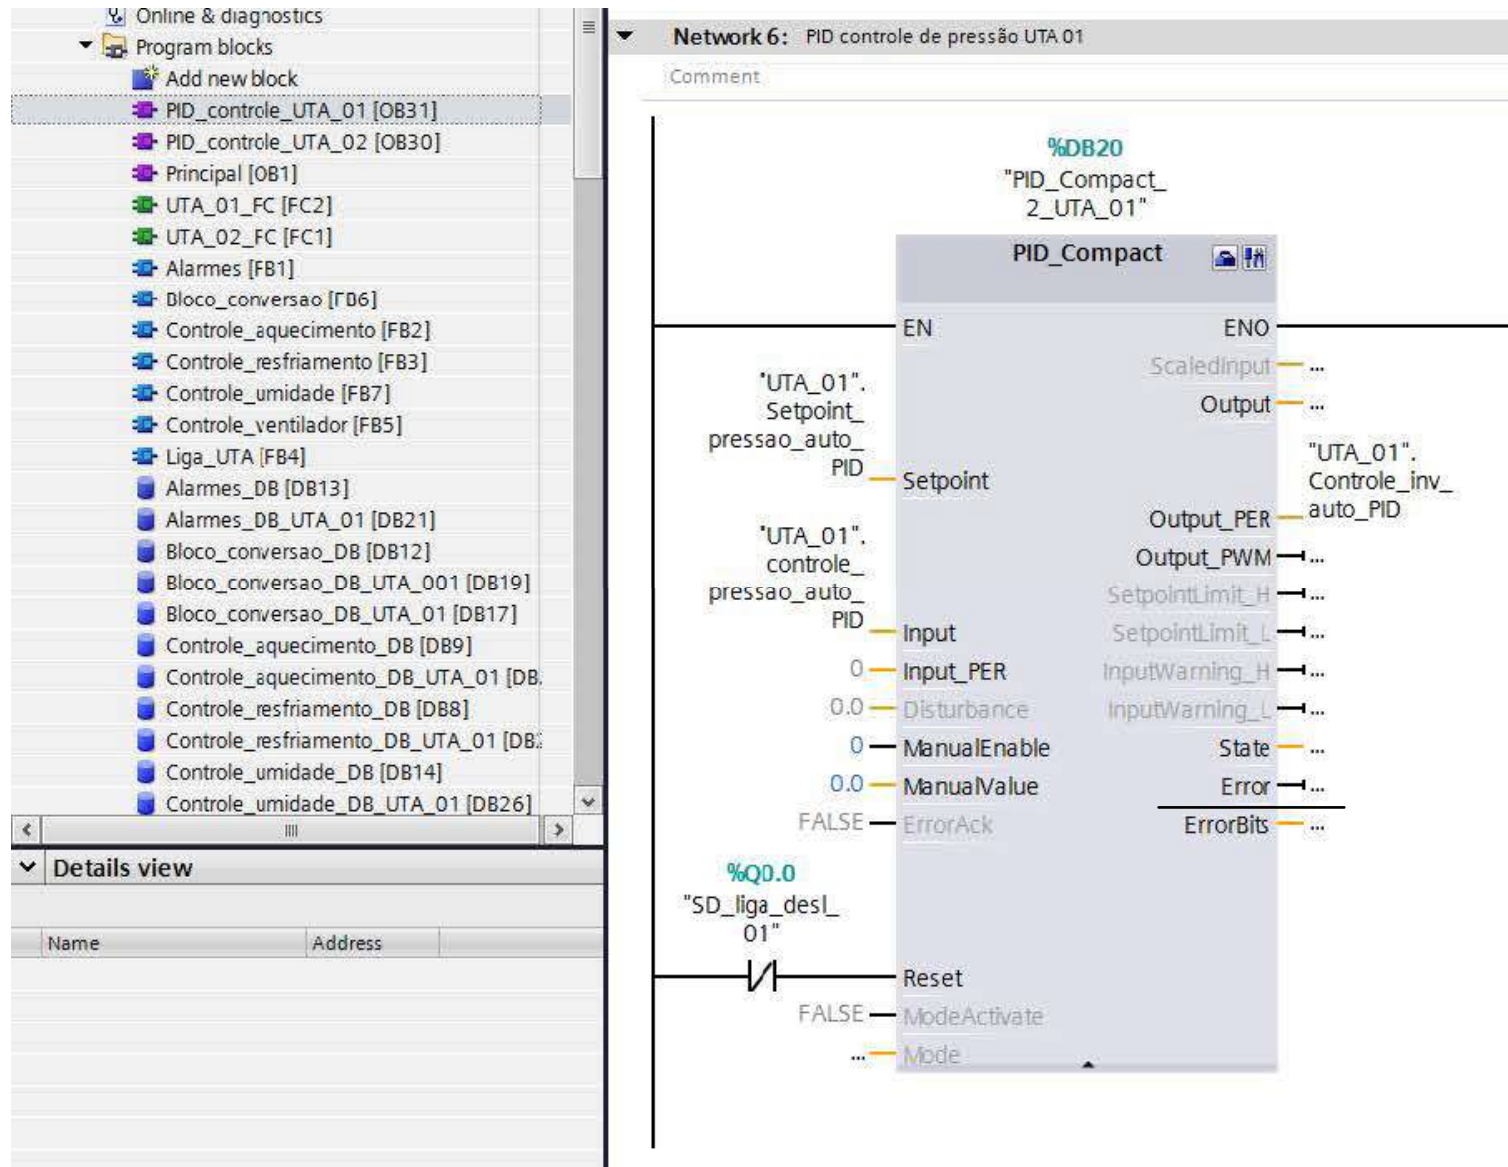 Online & diagnostics
Program blocks
Add new block
PID_controle_UTA_01 [OB31]
PID_controle_UTA_02 [OB30]
Principal [OB1]
UTA_01_FC [FC2]
UTA_02_FC [FC1]
Alarmes [FB1]
Bloco_conversao [FB6]
Controle_aquecimento [FB2]
Controle_resfriamento [FB3]
Controle_umidade [FB7]
Controle_ventilador [FB5]
Liga_UTA [FB4]
Alarmes_DB [DB13]
Alarmes_DB_UTA_01 [DB21]
Bloco_conversao_DB [DB12]
Bloco_conversao_DB_UTA_001 [DB19]
Bloco_conversao_DB_UTA_01 [DB17]
Controle_aquecimento_DB [DB9]
Controle_aquecimento_DB_UTA_01 [DB.
Controle_resfriamento_DB [DB8]
Controle_resfriamento_DB_UTA_01 [DB2
Controle_umidade_DB [DB14]
Controle_umidade_DB_UTA_01 [DB26]
Details view
Name Address
Network 6: PID controle de pressão UTA 01
Comment
%DB20
"PID_Compact_
2_UTA_01"
PID_Compact
EN ENO
ScaledInput ...
Output ...
"UTA_01".
Setpoint_
pressao_auto_
PID
Setpoint
"UTA_01".
Controle_inv_
auto_PID
Output_PER
"UTA_01".
controle_
pressao_auto_
PID
Output_PWM ...
SetpointLimit_H ...
Input SetpointLimit_L ...
0 Input_PER InputWarning_H ...
0.0 Disturbance InputWarning_L ...
0 ManualEnable State ...
0.0 ManualValue Error ...
FALSE ErrorAck ErrorBits ...
%Q0.0
"SD_liga_desl_
01"
Reset
FALSE ModeActivate
... Mode